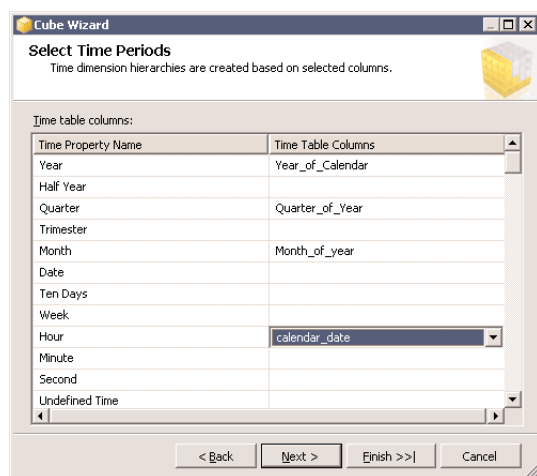 Cube Wizard
Select Time Periods
Time dimension hierarchies are created based on selected columns.
Time table columns:
Time Property Name Time Table Columns
Year Year_of_Calendar
Half Year
Quarter Quarter_of_Year
Trimester
Month Month_of_year
Date
Ten Days
Week
Hour calendar_date
Minute
Second
Undefined Time
< Back Next > Finish >>| Cancel